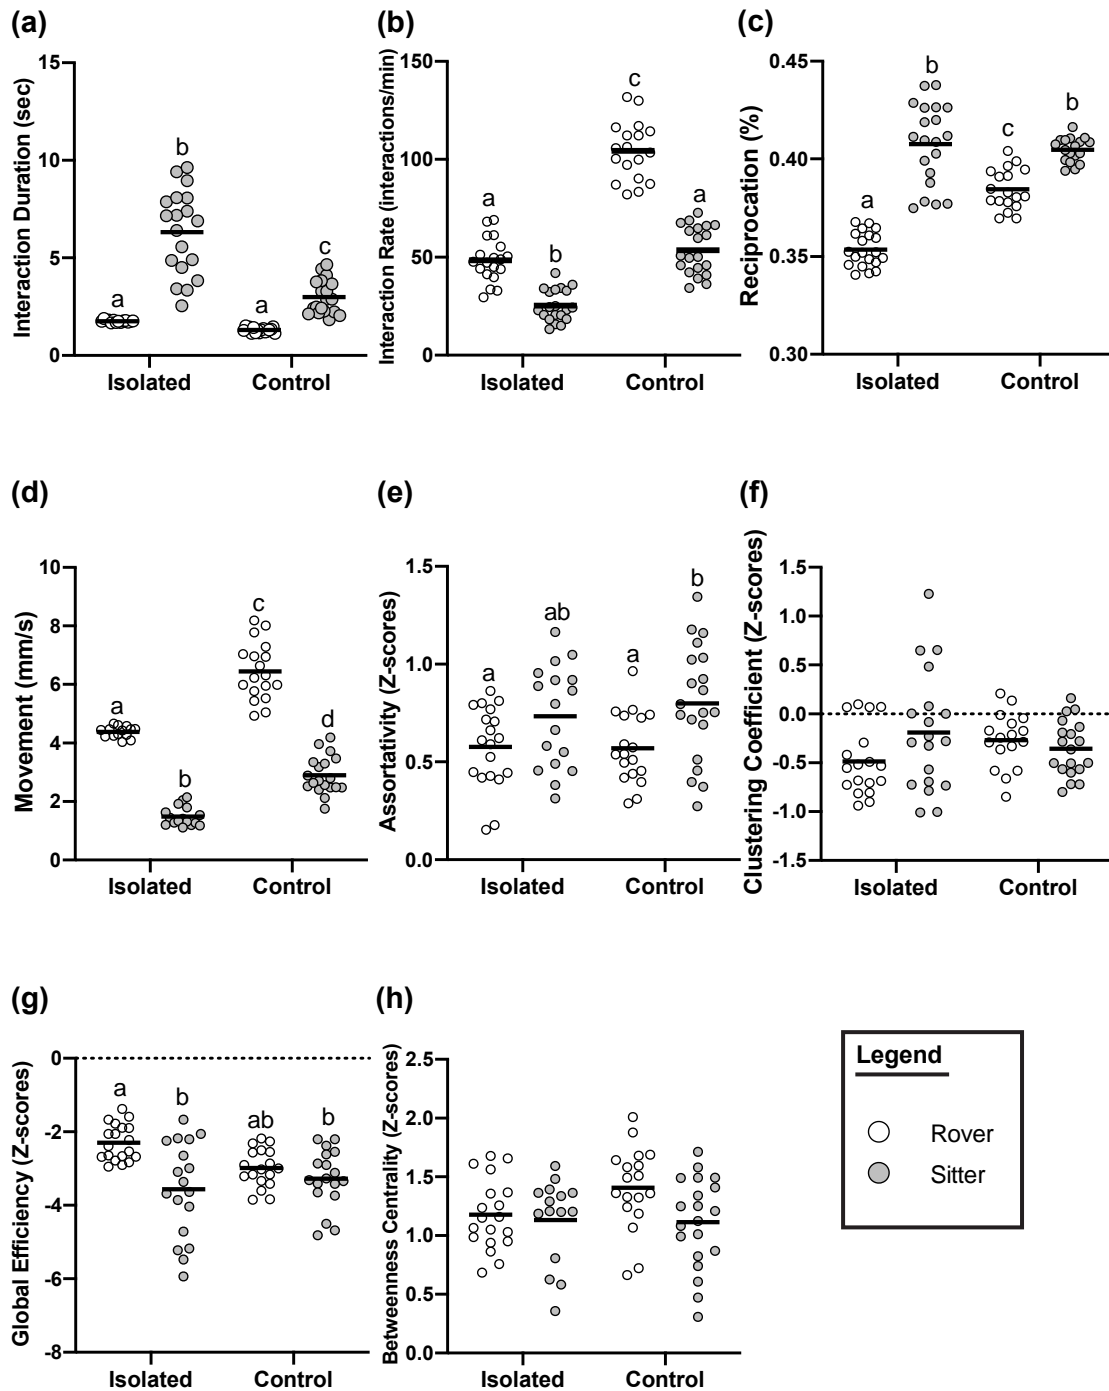 (a)
Interaction Duration (sec)
15
10
5
0
a
b
a
c
Isolated
Control
(b)
Interaction Rate (interactions/min)
150
100
50
0
a
b
c
a
Isolated
Control
(c)
Reciprocation (%)
0.45
0.40
0.35
0.30
a
b
c
b
Isolated
Control
(d)
Movement (mm/s)
10
8
6
4
2
0
a
b
c
d
Isolated
Control
(e)
Assortativity (Z-scores)
1.5
1.0
0.5
0.0
a
ab
a
b
Isolated
Control
(f)
Clustering Coefficient (Z-scores)
1.5
1.0
0.5
0.0
-0.5
-1.0
-1.5
Isolated
Control
(g)
Global Efficiency (Z-scores)
0
-2
-4
-6
-8
a
b
ab
b
Isolated
Control
(h)
Betweenness Centrality (Z-scores)
2.5
2.0
1.5
1.0
0.5
0.0
Isolated
Control
Legend
Rover
Sitter